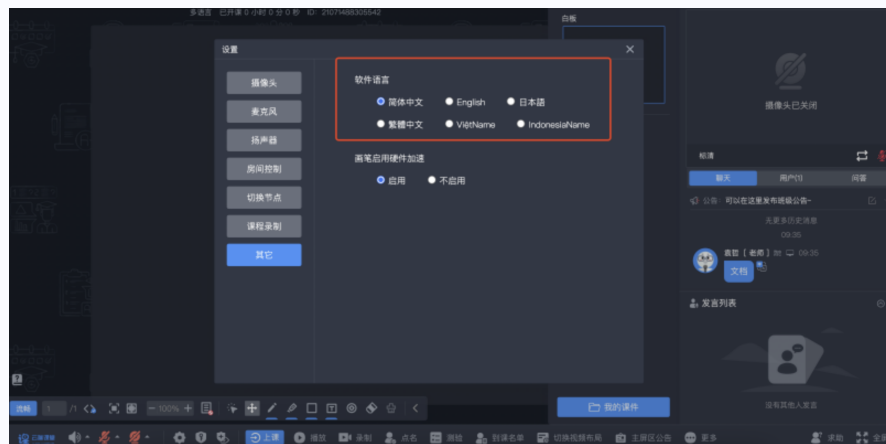 多语言 已开课 0 小时 0 分 0 秒 ID: 21071488305542
白板
设置
摄像头
麦克风
扬声器
房间控制
切换节点
课程录制
其它
软件语言
简体中文 English 日本語
繁體中文 ViệtName IndonesiaName
画笔启用硬件加速
启用 不启用
摄像头已关闭
标清
聊天 用户(1) 问答
公告 可以在这里发布班级公告~
无更多历史消息
09:35
袁哲【老师】 09:35
文档
发言列表
没有其他人发言
1 /1 100%
我的课件
上课 播放 录制 点名 测验 到课名单 切换视频布局 主屏区公告 更多 求助